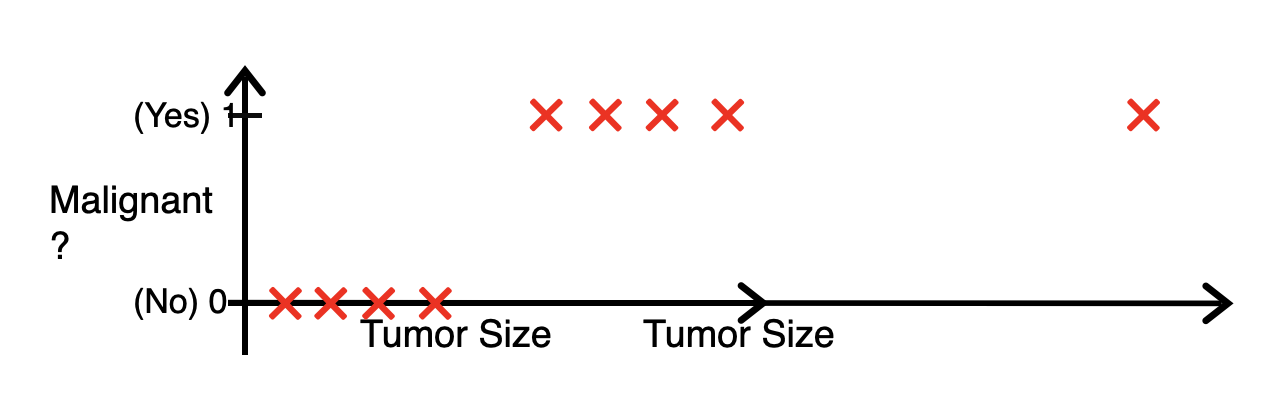 (Yes) 1
Malignant
?
(No) 0
Tumor Size
Tumor Size